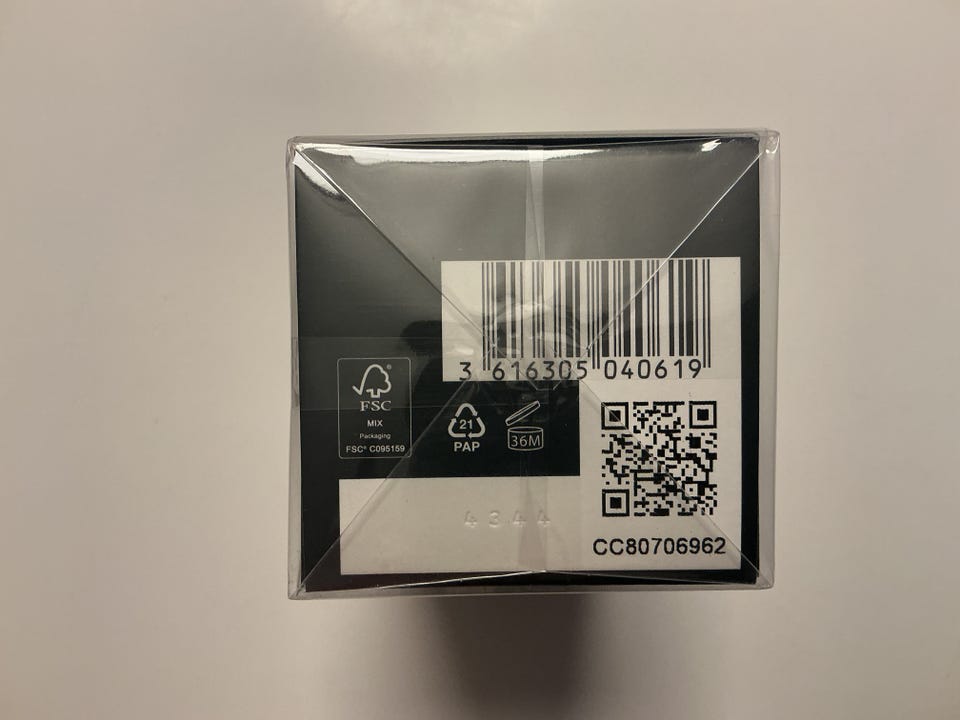 3 616305 040619
FSC
MIX
Packaging
FSC® C095159
21
PAP
36M
CC80706962
4344